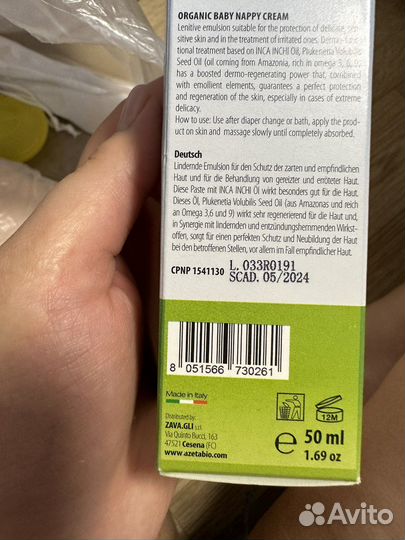 ORGANIC BABY NAPPY CREAM
Lenitive emulsion suitable for the protection of delicate, sen-
sitive skin and in the treatment of irritated ones. Dermo-func-
tional treatment based on INCA INCHI Oil, Plukenetia Volubilis
Seed Oil (oil coming from Amazonia, rich in omega 3, 6, 9)
has a boosted dermo-regenerating power that, combined
with emollient elements, guarantees a perfect protection
and regeneration of the skin, especially in cases of extreme
delicacy.
How to use: Use after diaper change or bath, apply the prod-
uct on skin and massage slowly until completely absorbed.
Deutsch
Lindernde Emulsion für den Schutz der zarten und empfindlichen
Haut und für die Behandlung von gereizter und eröteter Haut.
Diese Paste mit INCA INCHI Öl wirkt besonders gut für die Haut.
Dieses Öl, Plukenetia Volubilis Seed Oil (aus Amazonas und reich
an Omega 3,6 und 9) wirkt sehr regenerierend für die Haut und,
in Synergie mit lindernden und entzündungshemmenden Wirkst-
offen, sorgt für einen perfekten Schutz und Neubildung der Haut
bei den betroffenen Stellen, vor allem im Fall empfindlicher Haut.
CPNP 1541130
L. 033R0191
SCAD. 05/2024
8 051566 730261
Made in Italy
Distributed by:
ZAVA.GLI s.r.l.
Via Quinto Bucci, 163
47521 Cesena (FC)
www.azetabio.com
12M
e 50 ml
1.69 oz
Avito